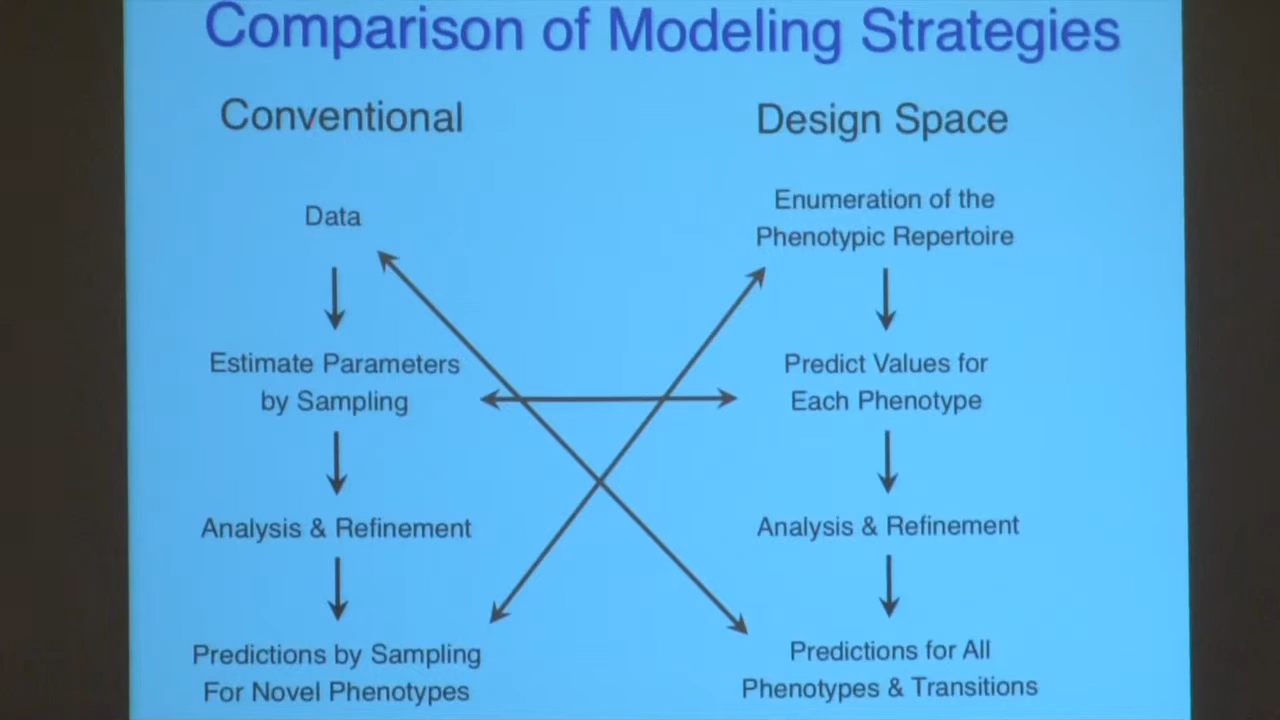 Comparison of Modeling Strategies
Conventional
Data
Estimate Parameters
by Sampling
Analysis & Refinement
Predictions by Sampling
For Novel Phenotypes
Design Space
Enumeration of the
Phenotypic Repertoire
Predict Values for
Each Phenotype
Analysis & Refinement
Predictions for All
Phenotypes & Transitions